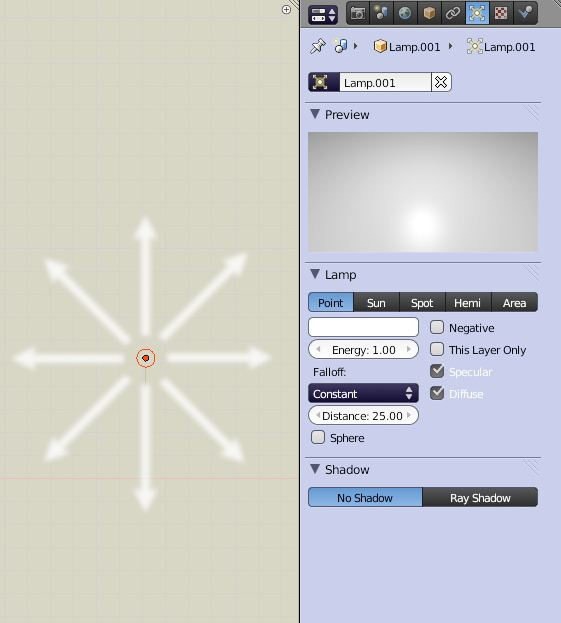 Lamp.001 Lamp.001
Lamp.001
Preview
Lamp
Point Sun Spot Hemi Area
Negative
Energy: 1.00 This Layer Only
Falloff: Specular
Constant Diffuse
Distance: 25.00
Sphere
Shadow
No Shadow Ray Shadow